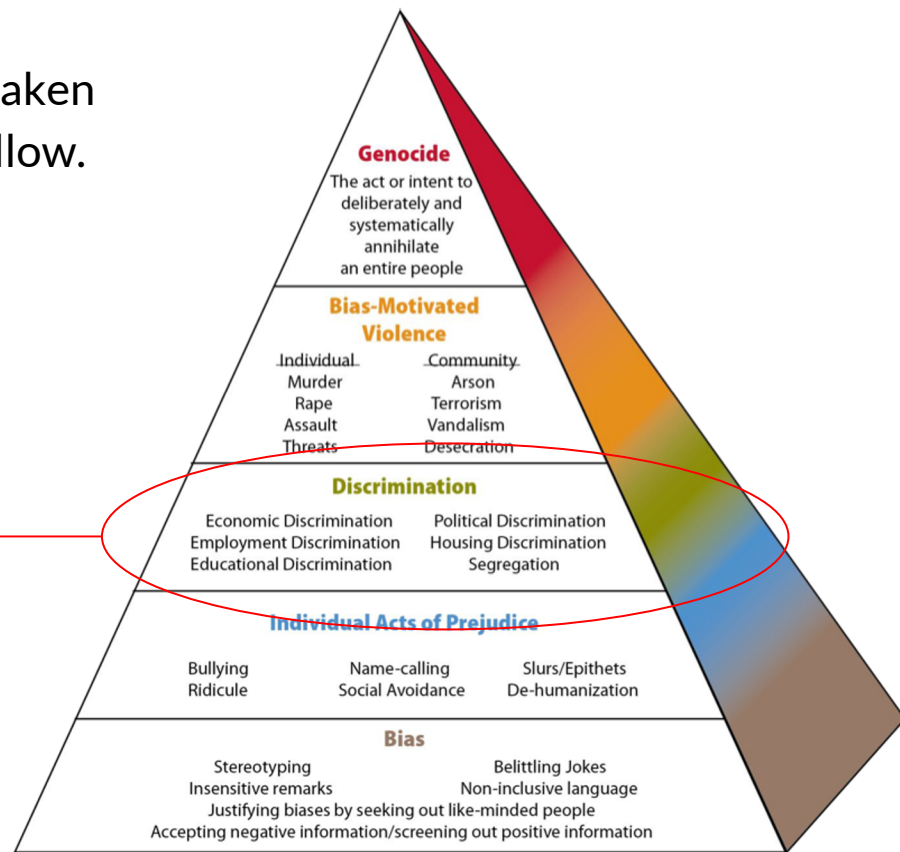 aken
llow.
Genocide
The act or intent to
deliberately and
systematically
annihilate
an entire people
Bias-Motivated
Violence
Individual Community
Murder Arson
Rape Terrorism
Assault Vandalism
Threats Desecration
Discrimination
Economic Discrimination Political Discrimination
Employment Discrimination Housing Discrimination
Educational Discrimination Segregation
Individual Acts of Prejudice
Bullying Name-calling Slurs/Epithets
Ridicule Social Avoidance De-humanization
Bias
Stereotyping Belittling Jokes
Insensitive remarks Non-inclusive language
Justifying biases by seeking out like-minded people
Accepting negative information/screening out positive information